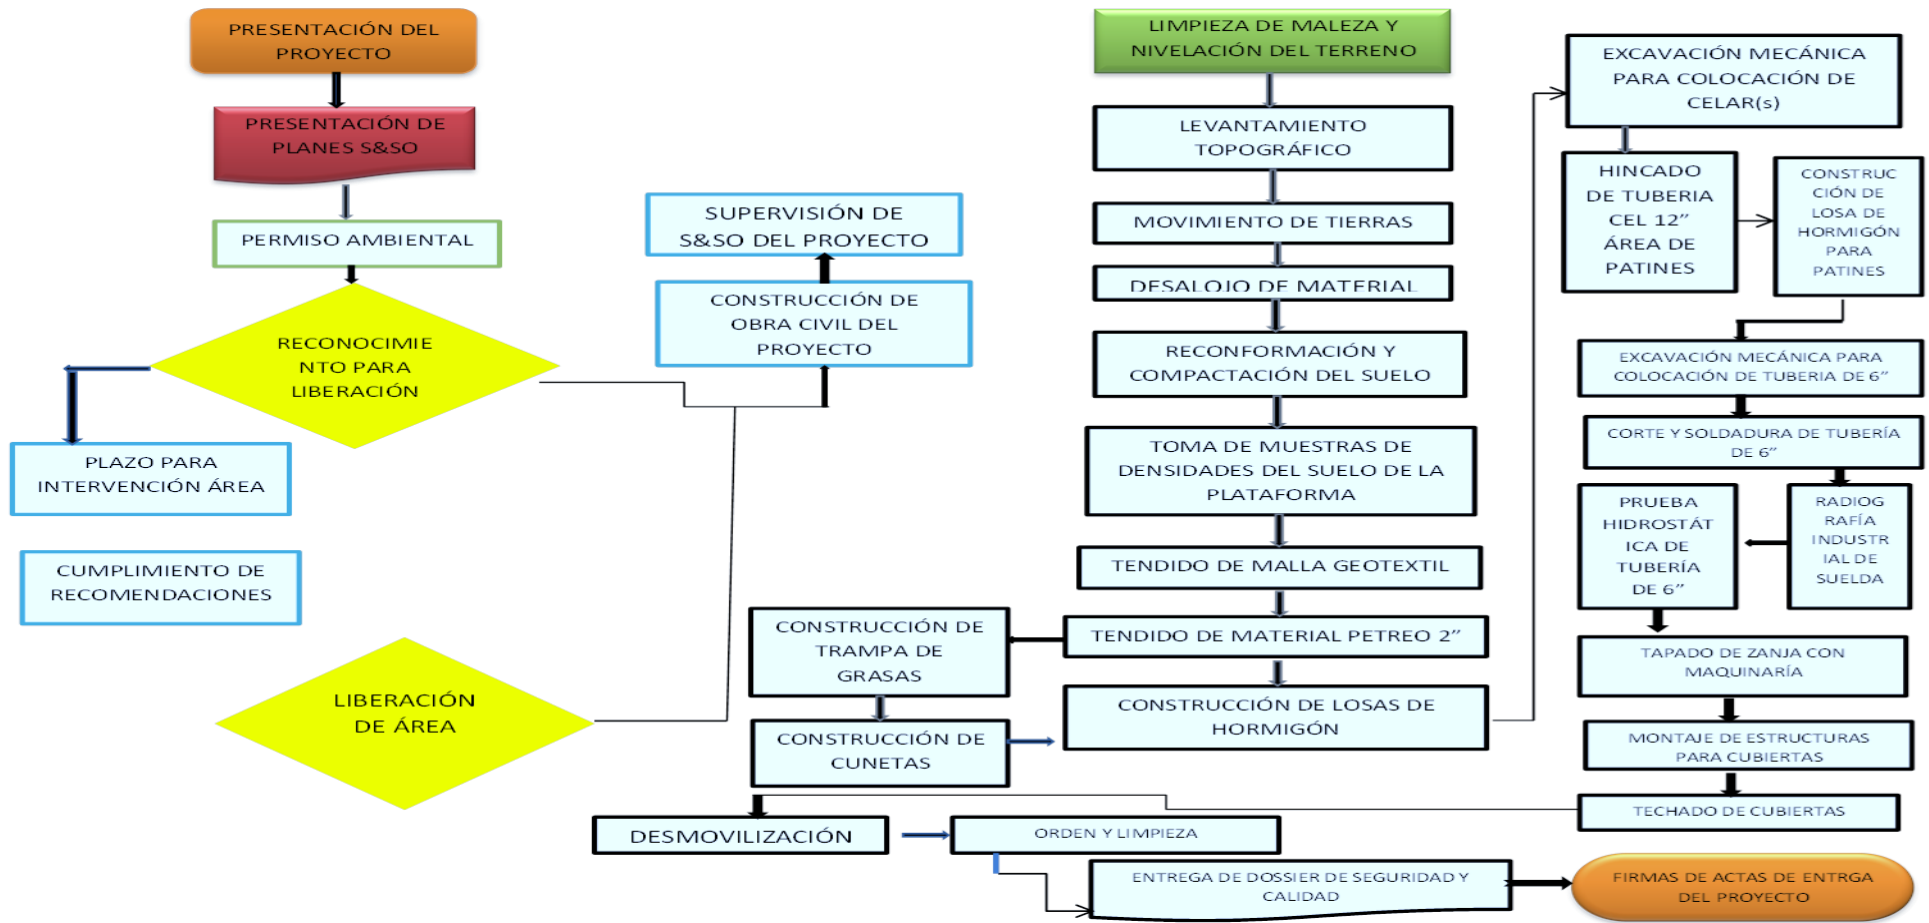 PRESENTACIÓN DEL
PROYECTO
PRESENTACIÓN DE
PLANES S&SO
PERMISO AMBIENTAL
RECONOCIMIE
NTO PARA
LIBERACIÓN
PLAZO PARA
INTERVENCIÓN ÁREA
CUMPLIMIENTO DE
RECOMENDACIONES
LIBERACIÓN
DE ÁREA
SUPERVISIÓN DE
S&SO DEL PROYECTO
CONSTRUCCIÓN DE
OBRA CIVIL DEL
PROYECTO
LIMPIEZA DE MALEZA Y
NIVELACIÓN DEL TERRENO
LEVANTAMIENTO
TOPOGRÁFICO
MOVIMIENTO DE TIERRAS
DESALOJO DE MATERIAL
RECONFORMACIÓN Y
COMPACTACIÓN DEL SUELO
TOMA DE MUESTRAS DE
DENSIDADES DEL SUELO DE LA
PLATAFORMA
TENDIDO DE MALLA GEOTEXTIL
TENDIDO DE MATERIAL PETREO 2”
CONSTRUCCIÓN DE
TRAMPA DE
GRASAS
CONSTRUCCIÓN DE
CUNETAS
CONSTRUCCIÓN DE LOSAS DE
HORMIGÓN
EXCAVACIÓN MECÁNICA
PARA COLOCACIÓN DE
CELAR(s)
HINCADO
DE TUBERIA
CEL 12”
ÁREA DE
PATINES
CONSTRUC
CIÓN DE
LOSA DE
HORMIGÓN
PARA
PATINES
EXCAVACIÓN MECÁNICA PARA
COLOCACIÓN DE TUBERIA DE 6”
CORTE Y SOLDADURA DE TUBERÍA
DE 6”
RADIOG
RAFÍA
INDUSTR
IAL DE
SUELDA
PRUEBA
HIDROSTÁT
ICA DE
TUBERÍA
DE 6”
TAPADO DE ZANJA CON
MAQUINARÍA
MONTAJE DE ESTRUCTURAS
PARA CUBIERTAS
TECHADO DE CUBIERTAS
DESMOVILIZACIÓN
ORDEN Y LIMPIEZA
ENTREGA DE DOSSIER DE SEGURIDAD Y
CALIDAD
FIRMAS DE ACTAS DE ENTRGA
DEL PROYECTO